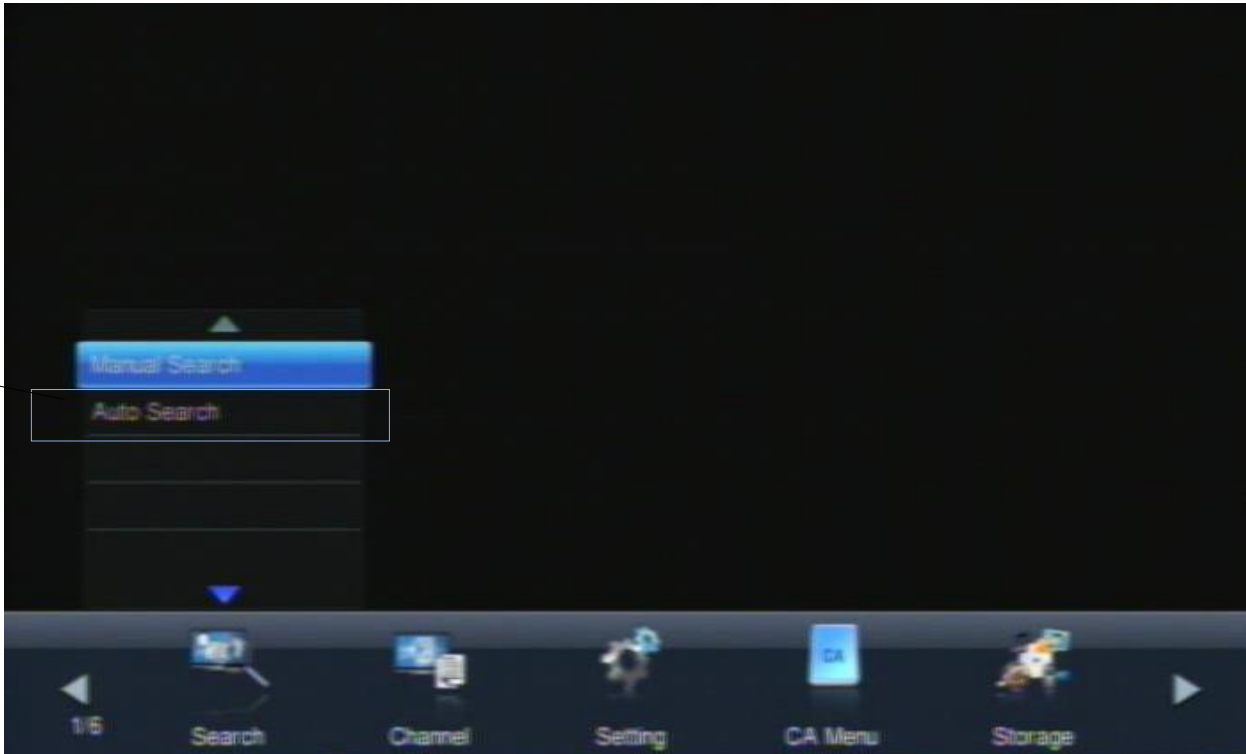 Manual Search
Auto Search
CA
1/6
Search
Channel
Setting
CA Menu
Storage